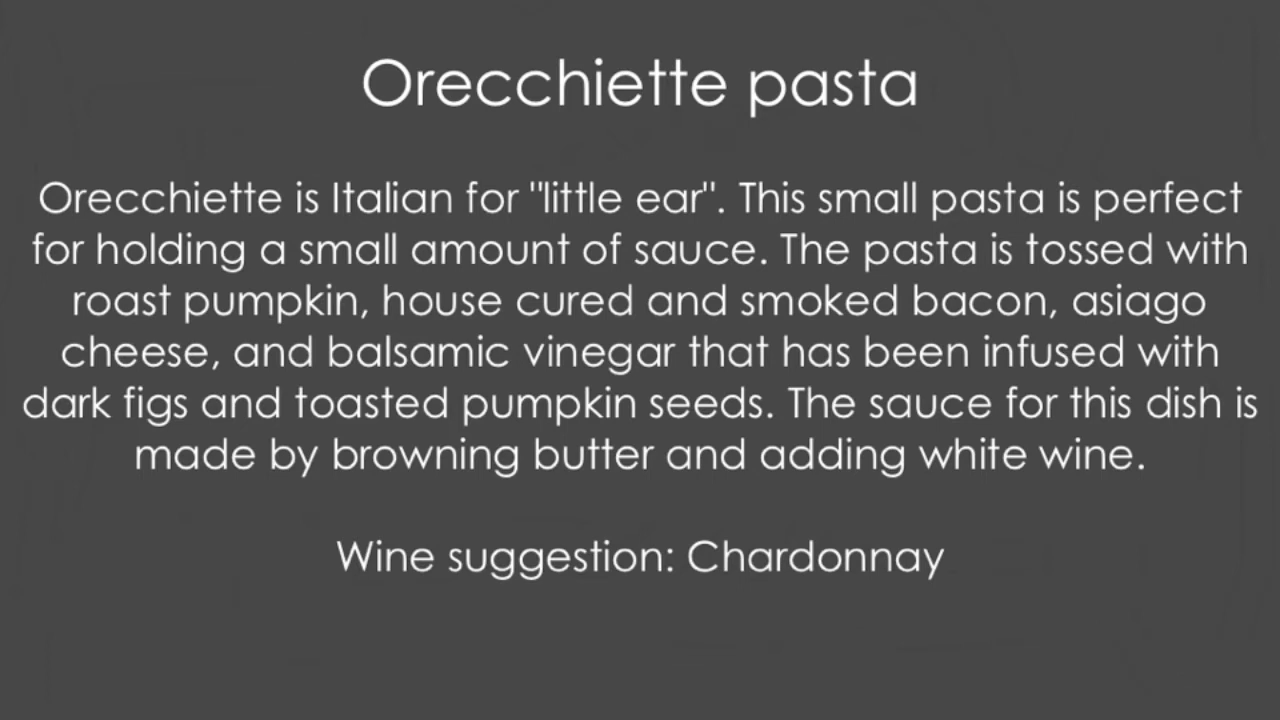 Orecchiette pasta
Orecchiette is Italian for "little ear". This small pasta is perfect
for holding a small amount of sauce. The pasta is tossed with
roast pumpkin, house cured and smoked bacon, asiago
cheese, and balsamic vinegar that has been infused with
dark figs and toasted pumpkin seeds. The sauce for this dish is
made by browning butter and adding white wine.
Wine suggestion: Chardonnay